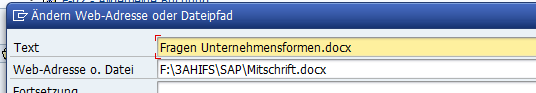 Ändern Web-Adresse oder Dateipfad
Text Fragen Unternehmensformen.docx
Web-Adresse o. Datei F:\3AHIFS\SAP\Mitschrift.docx
Fortsetzung